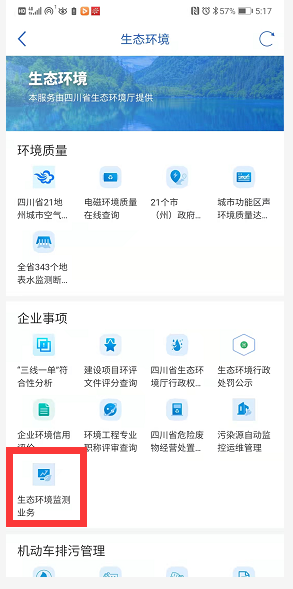 57% 5:17
生态环境
生态环境
本服务由四川省生态环境厅提供
环境质量
四川省21地 电磁环境质量 21个市 城市功能区声
州城市空气... 在线查询 （州）政府... 环境质量达...
全省343个地
表水监测断...
企业事项
“三线一单”符 建设项目环评 四川省生态环 生态环境行政
合性分析 文件评分查询 境厅行政权... 处罚公示
企业环境信用 环境工程专业 四川省危险废 污染源自动监
评价 职称评审查询 物经营处置... 控运维管理
生态环境监测
业务
机动车排污管理